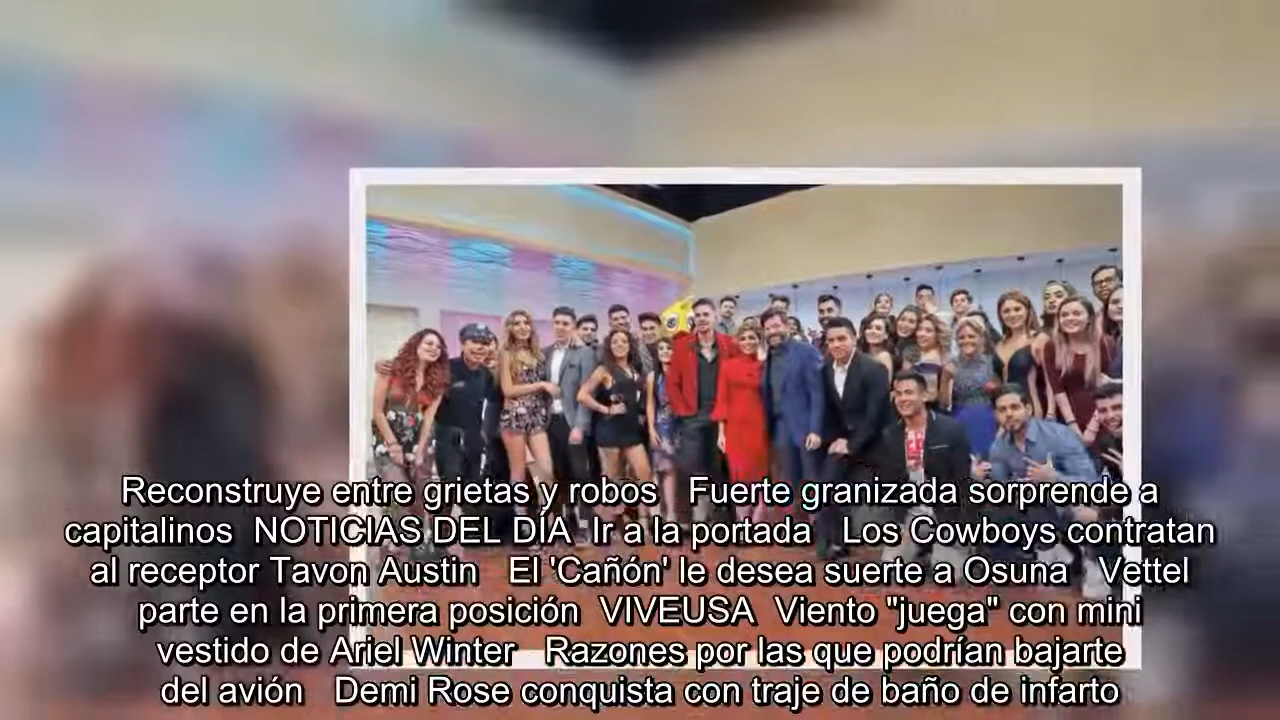 Reconstruye entre grietas y robos   Fuerte granizada sorprende a
capitalinos  NOTICIAS DEL DÍA  Ir a la portada   Los Cowboys contratan
al receptor Tavon Austin   El 'Cañón' le desea suerte a Osuna   Vettel
parte en la primera posición  VIVEUSA  Viento "juega" con mini
vestido de Ariel Winter   Razones por las que podrían bajarte
del avión   Demi Rose conquista con traje de baño de infarto